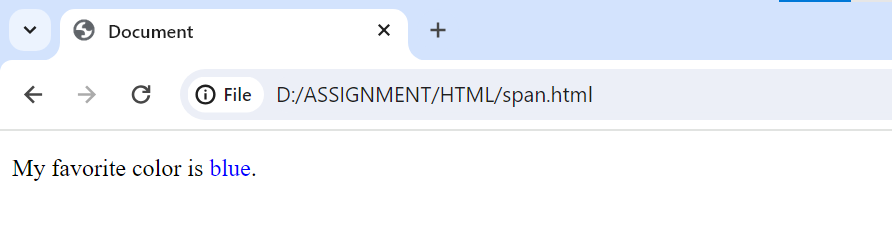 Document
File D:/ASSIGNMENT/HTML/span.html
My favorite color is blue.